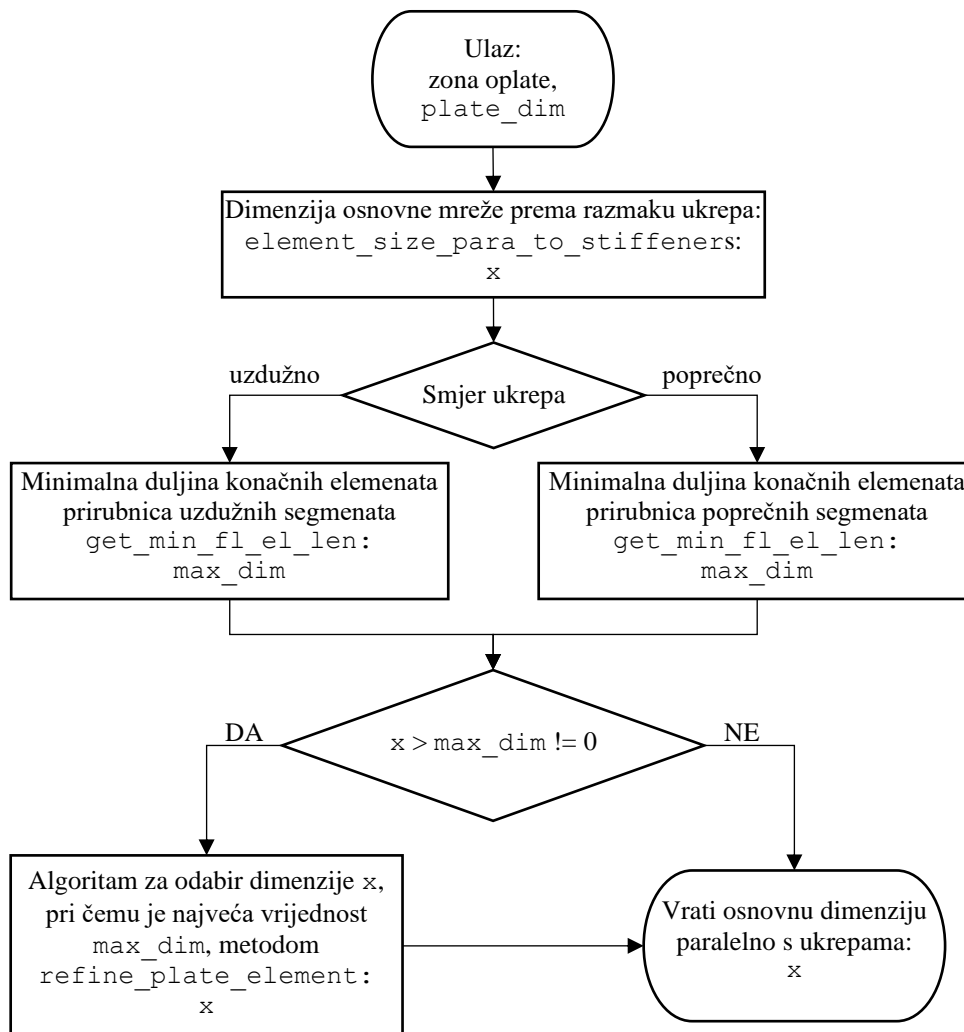 Ulaz:
zona oplate,
plate_dim
Dimenzija osnovne mreže prema razmaku ukrepa:
element_size_para_to_stiffeners:
x
uzdužno
Smjer ukrepa
poprečno
Minimalna duljina konačnih elemenata
prirubnica uzdužnih segmenata
get_min_fl_el_len:
max_dim
Minimalna duljina konačnih elemenata
prirubnica poprečnih segmenata
get_min_fl_el_len:
max_dim
DA
x > max_dim != 0
NE
Algoritam za odabir dimenzije x,
pri čemu je najveća vrijednost
max_dim, metodom
refine_plate_element:
x
Vrati osnovnu dimenziju
paralelno s ukrepama:
x